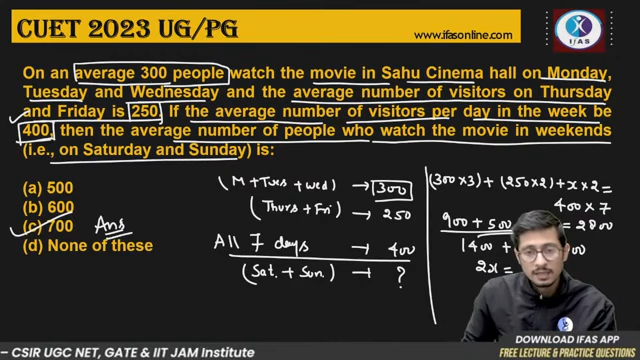 CUET 2023 UG/PG
www.ifasonline.com
IFAS
On an average 300 people watch the movie in Sahu Cinema hall on Monday,
Tuesday and Wednesday and the average number of visitors on Thursday
and Friday is 250. If the average number of visitors per day in the week be
400, then the average number of people who watch the movie in weekends
(i.e., on Saturday and Sunday) is:
(a) 500
(b) 600
(c) 700 Ans
(d) None of these
(M + Tues + wed) → 300
(Thurs + Fri) → 250
All 7 days → 400
(Sat. + Sun.) → ?
(300 × 3) + (250 × 2) + x × 2 =
400 × 7
900 + 500 = 2800
1400 +
2x =
DOWNLOAD IFAS APP
FREE LECTURE & PRACTICE QUESTIONS
– CSIR UGC NET, GATE & IIT JAM Institute